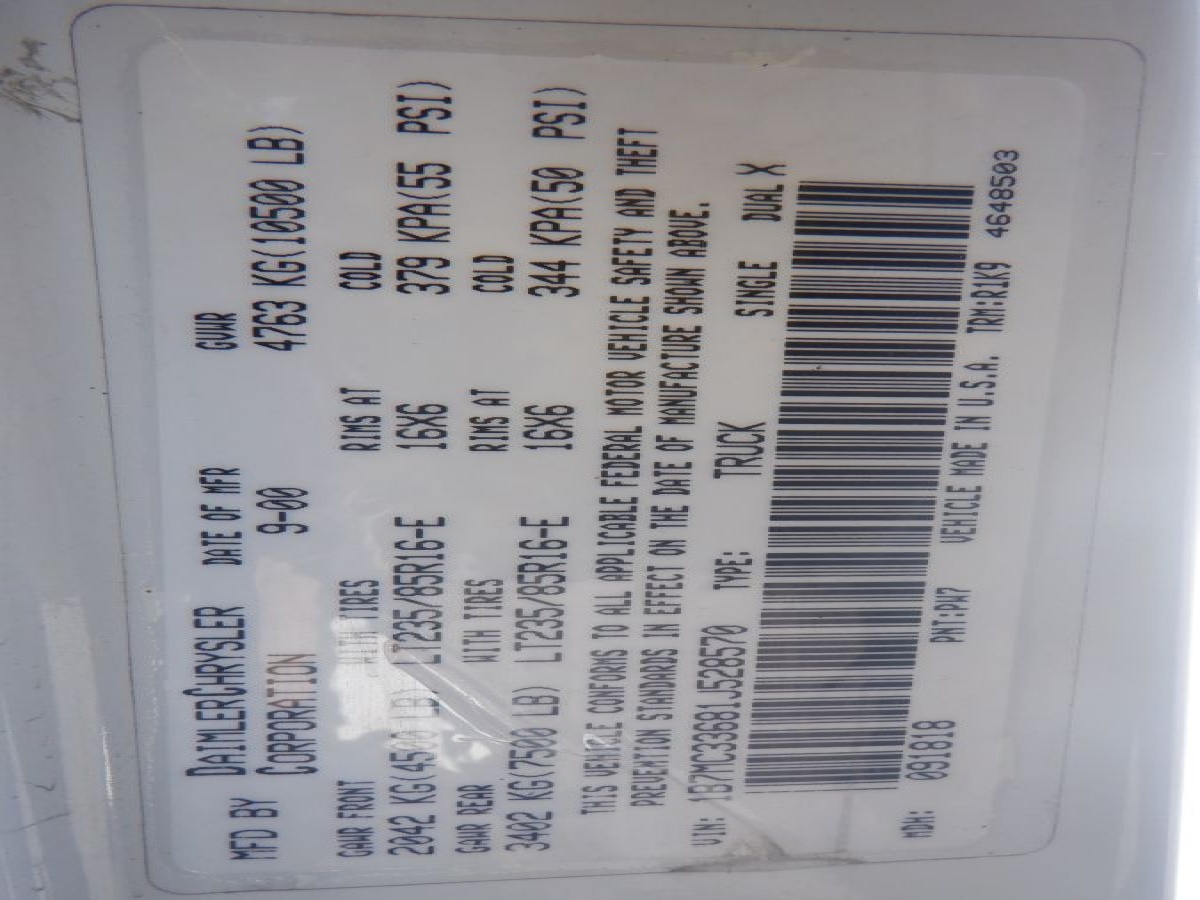 MFD BY DAIMLERCHRYSLER DATE OF MFR GVWR
CORPORATION 9-00 4763 KG(10500 LB)
GAWR FRONT WITH TIRES RIMS AT COLD
2042 KG(4500 LB) LT235/85R16-E 16X6 379 KPA(55 PSI)
GAWR REAR WITH TIRES RIMS AT COLD
3402 KG(7500 LB) LT235/85R16-E 16X6 344 KPA(50 PSI)
THIS VEHICLE CONFORMS TO ALL APPLICABLE FEDERAL MOTOR VEHICLE SAFETY AND THEFT
PREVENTION STANDARDS IN EFFECT ON THE DATE OF MANUFACTURE SHOWN ABOVE.
VIN: 1B7MC33681J528570 TYPE: TRUCK SINGLE DUAL X
MDH: 091818 PNT:PW7 VEHICLE MADE IN U.S.A. TRM:R1K9
4648503